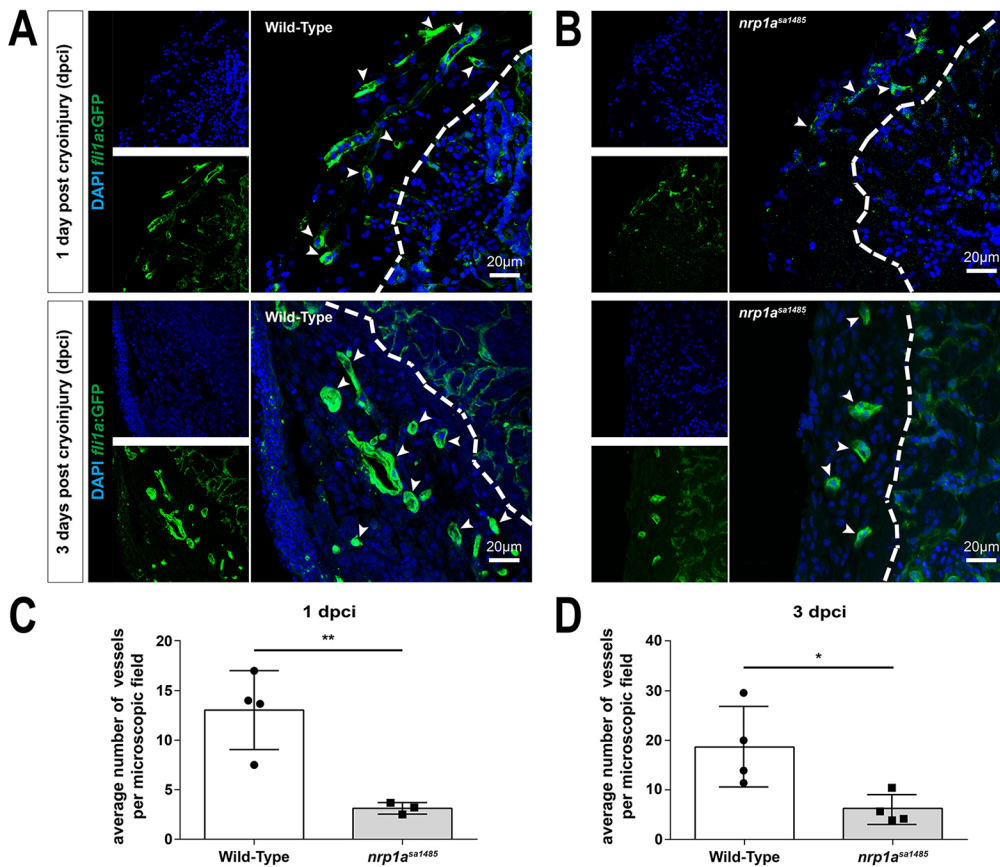 A
B
1 day post cryoinjury (dpci)
DAPI fli1a:GFP
Wild-Type
20µm
nrp1a^sa1485
20µm
3 days post cryoinjury (dpci)
DAPI fli1a:GFP
Wild-Type
20µm
nrp1a^sa1485
20µm
C
1 dpci
**
average number of vessels
per microscopic field
20
15
10
5
0
Wild-Type
nrp1a^sa1485
D
3 dpci
*
average number of vessels
per microscopic field
40
30
20
10
0
Wild-Type
nrp1a^sa1485